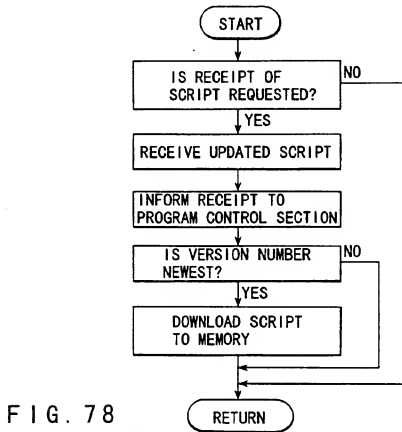 START
IS RECEIPT OF
SCRIPT REQUESTED?
NO
YES
RECEIVE UPDATED SCRIPT
INFORM RECEIPT TO
PROGRAM CONTROL SECTION
IS VERSION NUMBER
NEWEST?
NO
YES
DOWNLOAD SCRIPT
TO MEMORY
RETURN
FIG. 78